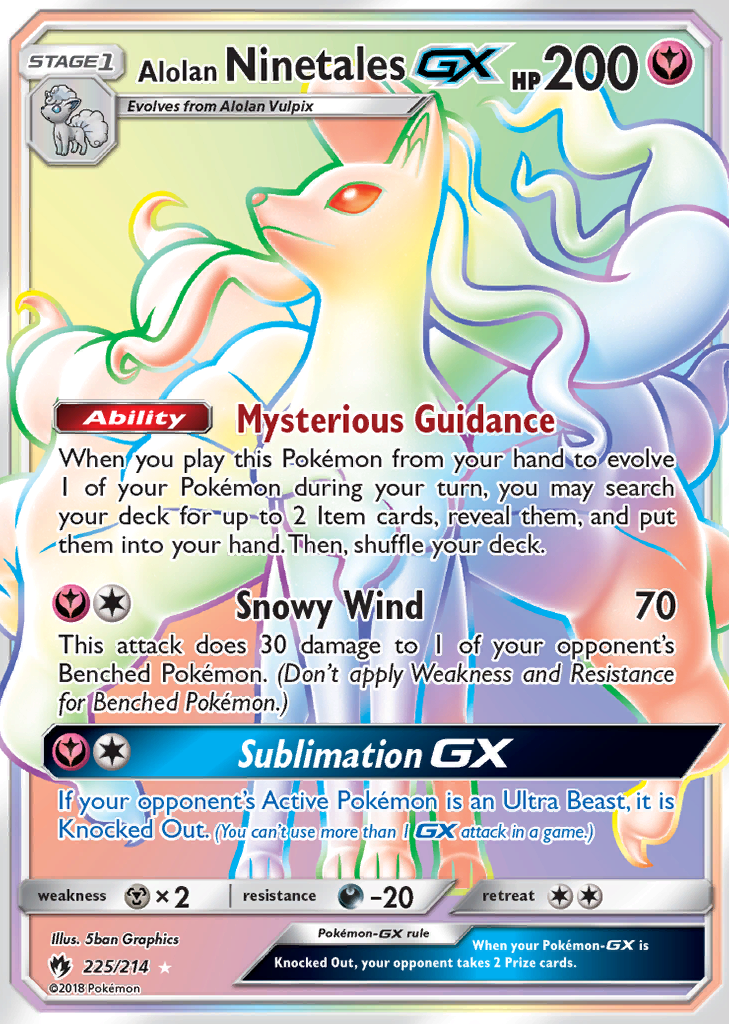 STAGE 1
Alolan Ninetales GX HP 200
Evolves from Alolan Vulpix
Ability Mysterious Guidance
When you play this Pokémon from your hand to evolve
1 of your Pokémon during your turn, you may search
your deck for up to 2 Item cards, reveal them, and put
them into your hand. Then, shuffle your deck.
Snowy Wind 70
This attack does 30 damage to 1 of your opponent's
Benched Pokémon. (Don't apply Weakness and Resistance
for Benched Pokémon.)
Sublimation GX
If your opponent's Active Pokémon is an Ultra Beast, it is
Knocked Out. (You can't use more than 1 GX attack in a game.)
weakness ×2 resistance -20 retreat
Illus. 5ban Graphics
225/214
©2018 Pokémon
Pokémon-GX rule
When your Pokémon-GX is
Knocked Out, your opponent takes 2 Prize cards.